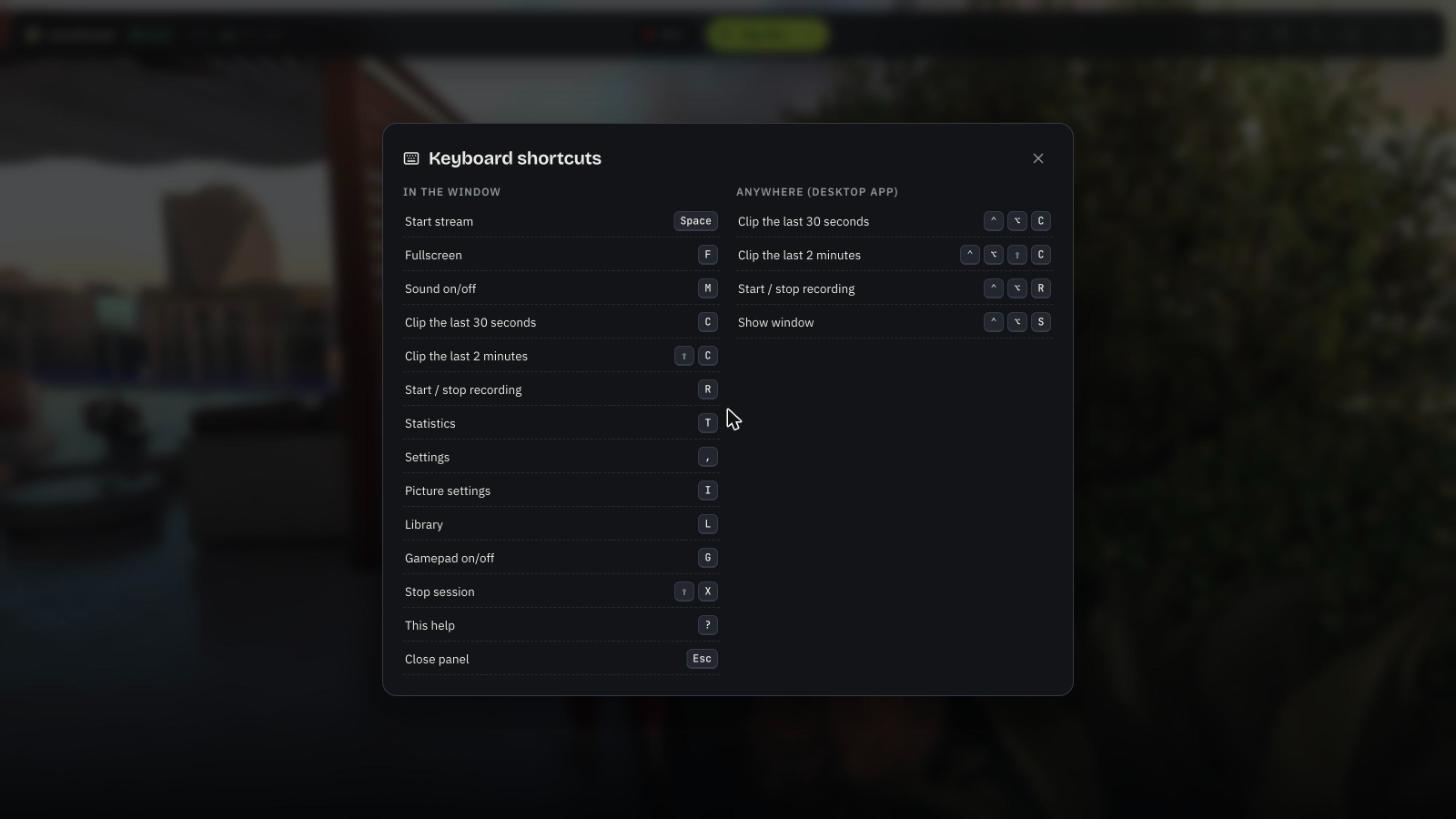 Keyboard shortcuts
IN THE WINDOW
Start stream Space
Fullscreen F
Sound on/off M
Clip the last 30 seconds C
Clip the last 2 minutes ⇧ C
Start / stop recording R
Statistics T
Settings ,
Picture settings I
Library L
Gamepad on/off G
Stop session ⇧ X
This help ?
Close panel Esc
ANYWHERE (DESKTOP APP)
Clip the last 30 seconds ^ ⌥ C
Clip the last 2 minutes ^ ⌥ ⇧ C
Start / stop recording ^ ⌥ R
Show window ^ ⌥ S